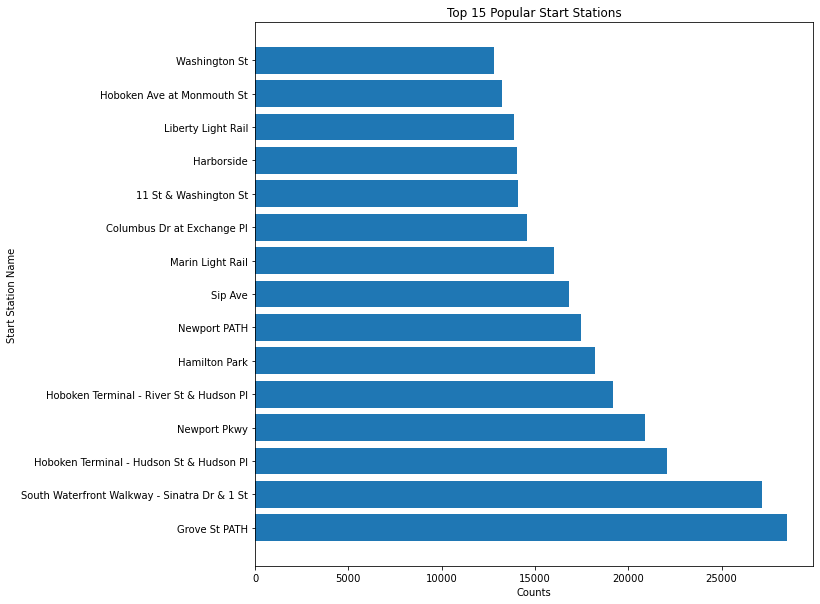 Top 15 Popular Start Stations
Start Station Name
Washington St
Hoboken Ave at Monmouth St
Liberty Light Rail
Harborside
11 St & Washington St
Columbus Dr at Exchange Pl
Marin Light Rail
Sip Ave
Newport PATH
Hamilton Park
Hoboken Terminal - River St & Hudson Pl
Newport Pkwy
Hoboken Terminal - Hudson St & Hudson Pl
South Waterfront Walkway - Sinatra Dr & 1 St
Grove St PATH
0 5000 10000 15000 20000 25000
Counts